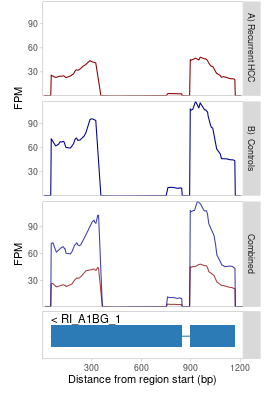 90
60
30
A) Recurrent HCC
FPM
90
60
30
B): Controls
90
60
30
Combined
FPM
< RI_A1BG_1
300
600
900
1200
Distance from region start (bp)